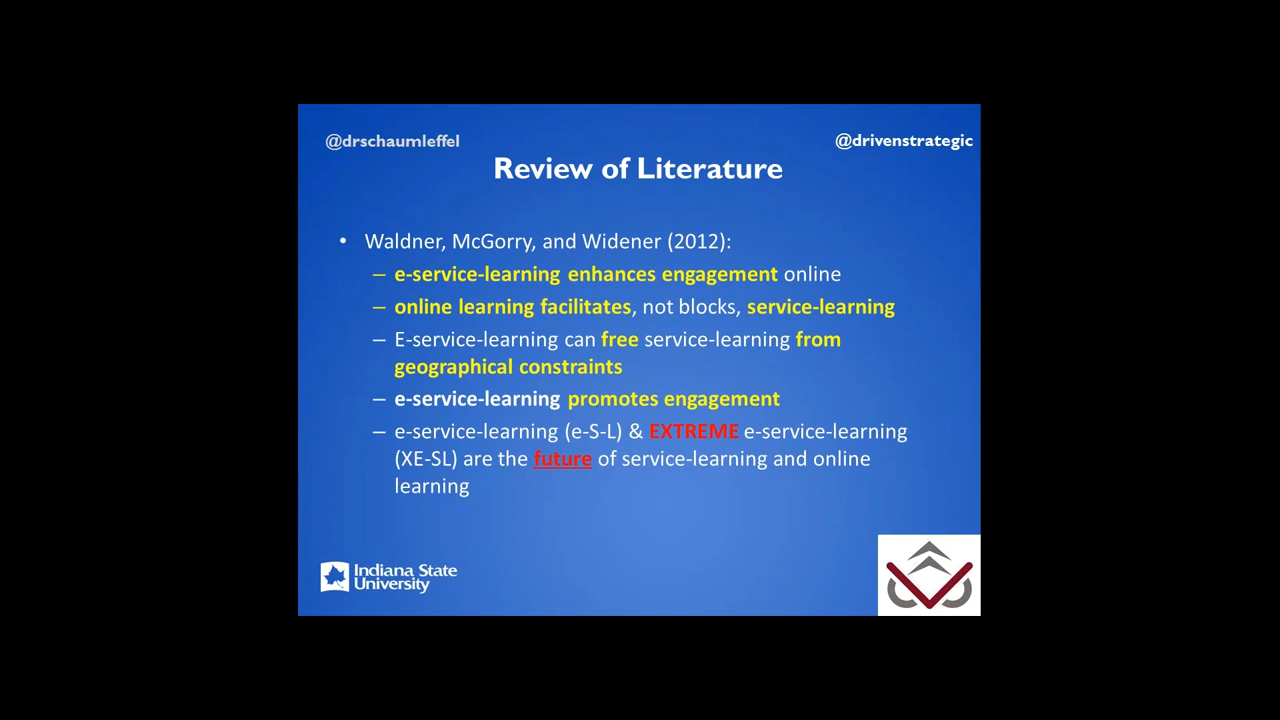 @drschaumleffel
@drivenstrategic
Review of Literature
• Waldner, McGorry, and Widener (2012):
– e-service-learning enhances engagement online
– online learning facilitates, not blocks, service-learning
– E-service-learning can free service-learning from
geographical constraints
– e-service-learning promotes engagement
– e-service-learning (e-S-L) & EXTREME e-service-learning
(XE-SL) are the future of service-learning and online
learning
Indiana State
University